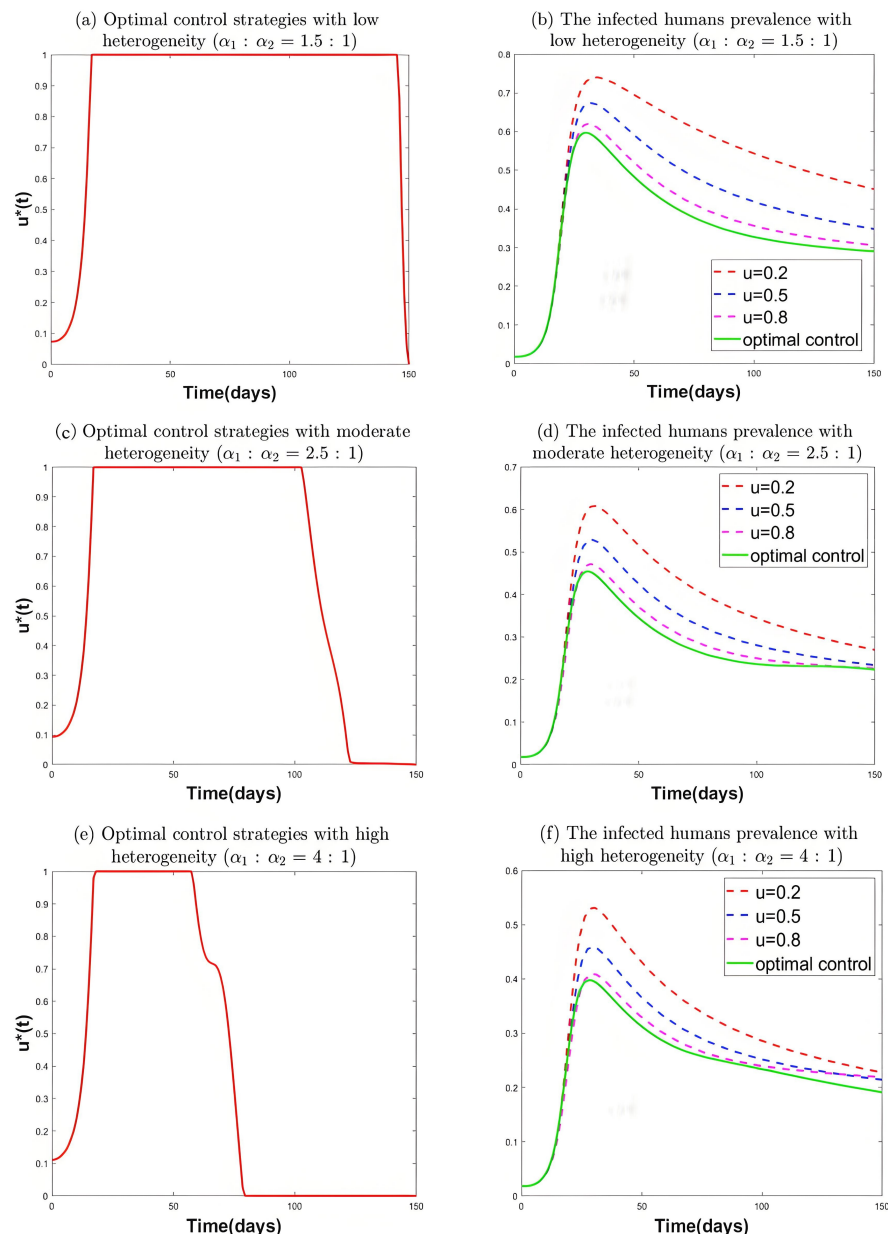 (a) Optimal control strategies with low
heterogeneity (α₁ : α₂ = 1.5 : 1)
1
0.9
0.8
0.7
0.6
0.5
0.4
0.3
0.2
0.1
0
u*(t)
0 50 100 150
Time(days)
(b) The infected humans prevalence with
low heterogeneity (α₁ : α₂ = 1.5 : 1)
0.8
0.7
0.6
0.5
0.4
0.3
0.2
0.1
0
u=0.2
u=0.5
u=0.8
optimal control
0 50 100 150
Time(days)
(c) Optimal control strategies with moderate
heterogeneity (α₁ : α₂ = 2.5 : 1)
1
0.9
0.8
0.7
0.6
0.5
0.4
0.3
0.2
0.1
0
u*(t)
0 50 100 150
Time(days)
(d) The infected humans prevalence with
moderate heterogeneity (α₁ : α₂ = 2.5 : 1)
0.7
0.6
0.5
0.4
0.3
0.2
0.1
0
u=0.2
u=0.5
u=0.8
optimal control
0 50 100 150
Time(days)
(e) Optimal control strategies with high
heterogeneity (α₁ : α₂ = 4 : 1)
1
0.9
0.8
0.7
0.6
0.5
0.4
0.3
0.2
0.1
0
u*(t)
0 50 100 150
Time(days)
(f) The infected humans prevalence with
high heterogeneity (α₁ : α₂ = 4 : 1)
0.6
0.5
0.4
0.3
0.2
0.1
0
u=0.2
u=0.5
u=0.8
optimal control
0 50 100 150
Time(days)